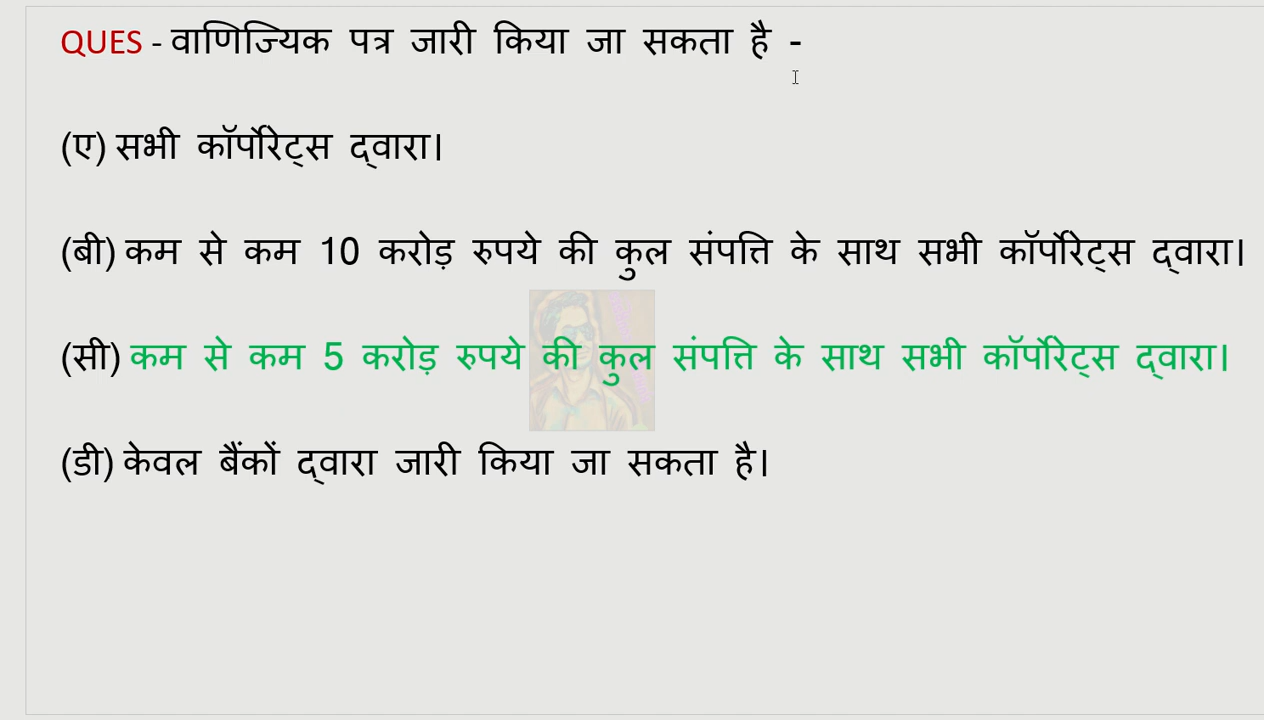 QUES - वाणिज्यिक पत्र जारी किया जा सकता है -
(ए) सभी कॉर्पोरेट्स द्वारा।
(बी) कम से कम 10 करोड़ रुपये की कुल संपत्ति के साथ सभी कॉर्पोरेट्स द्वारा।
(सी) कम से कम 5 करोड़ रुपये की कुल संपत्ति के साथ सभी कॉर्पोरेट्स द्वारा।
(डी) केवल बैंकों द्वारा जारी किया जा सकता है।